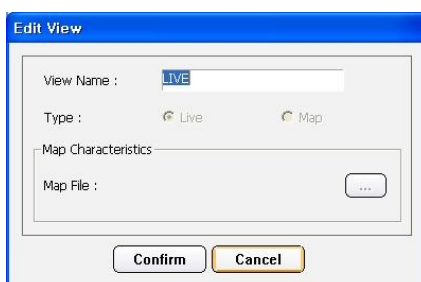 Edit View
View Name :
LIVE
Type :
Live
Map
Map Characteristics
Map File :
...
Confirm
Cancel